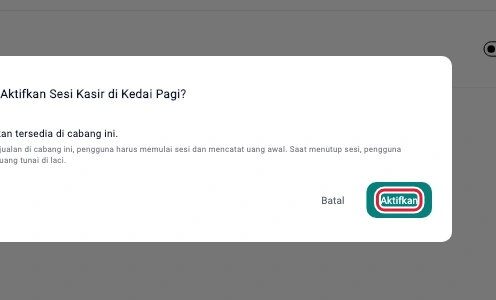 Aktifkan Sesi Kasir di Kedai Pagi?
kan tersedia di cabang ini.
jualan di cabang ini, pengguna harus memulai sesi dan mencatat uang awal. Saat menutup sesi, pengguna
uang tunai di laci.
Batal
Aktifkan